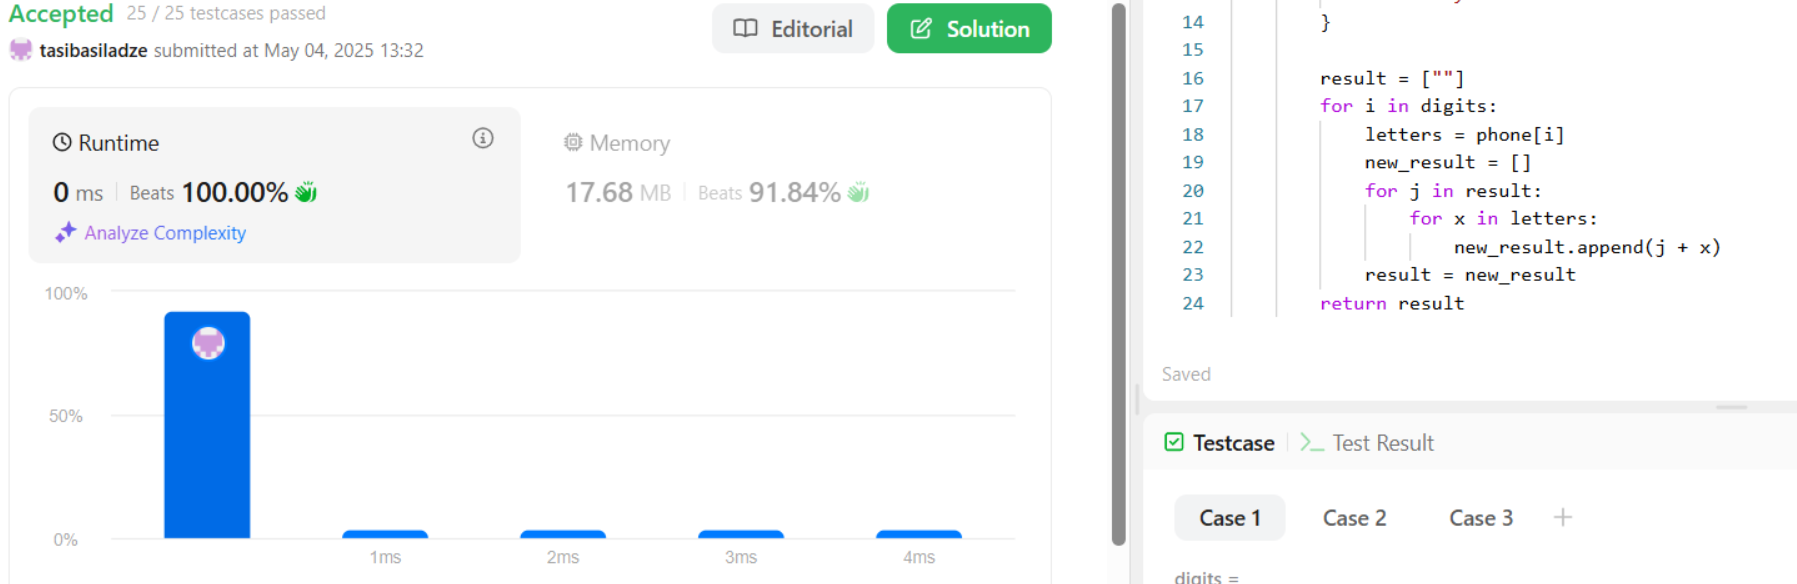 Accepted 25 / 25 testcases passed
tasibasiladze submitted at May 04, 2025 13:32
Editorial
Solution
Runtime
0 ms Beats 100.00%
Analyze Complexity
Memory
17.68 MB Beats 91.84%
100%
50%
0%
1ms 2ms 3ms 4ms
14 }
15
16 result = [""]
17 for i in digits:
18 letters = phone[i]
19 new_result = []
20 for j in result:
21 for x in letters:
22 new_result.append(j + x)
23 result = new_result
24 return result
Saved
Testcase >_ Test Result
Case 1 Case 2 Case 3 +
digits =